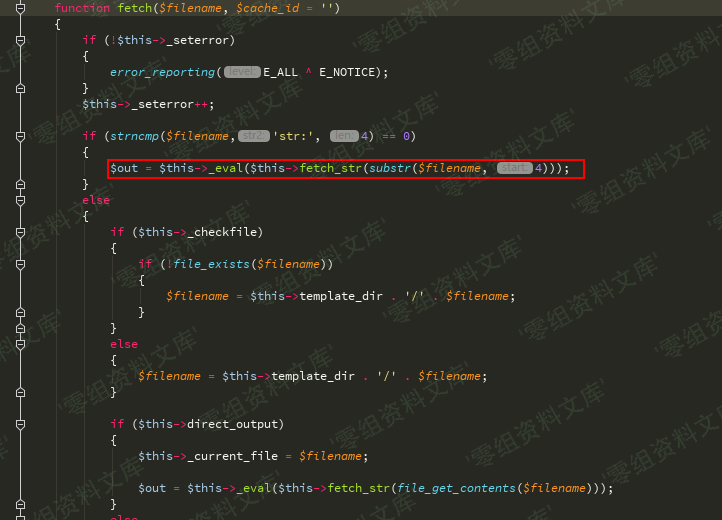 function fetch($filename, $cache_id = '')
{
if (!$this->_seterror)
{
error_reporting( level: E_ALL ^ E_NOTICE);
}
$this->_seterror++;
if (strncmp($filename, str2: 'str:', len: 4) == 0)
{
$out = $this->_eval($this->fetch_str(substr($filename, start: 4)));
}
else
{
if ($this->_checkfile)
{
if (!file_exists($filename))
{
$filename = $this->template_dir . '/' . $filename;
}
}
else
{
$filename = $this->template_dir . '/' . $filename;
}
if ($this->direct_output)
{
$this->_current_file = $filename;
$out = $this->_eval($this->fetch_str(file_get_contents($filename)));
}
else
'零组资料文库'